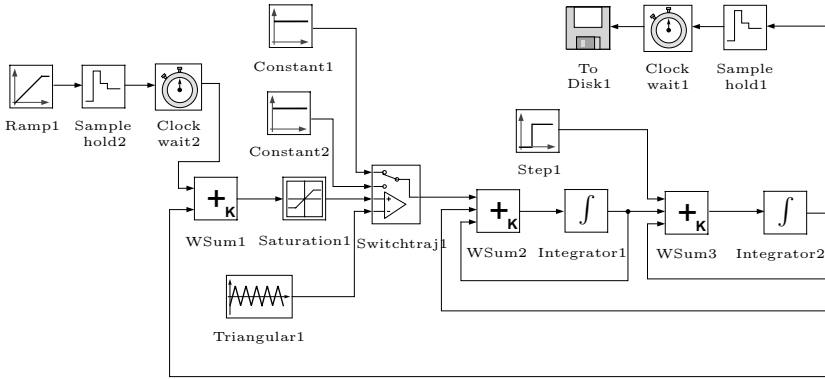 Constant1
To
Disk1
Clock
wait1
Sample
hold1
Ramp1
Sample
hold2
Clock
wait2
Constant2
Step1
+
K
WSum1
Saturation1
+
−
Switchtraj1
+
K
WSum2
∫
Integrator1
+
K
WSum3
∫
Integrator2
Triangular1